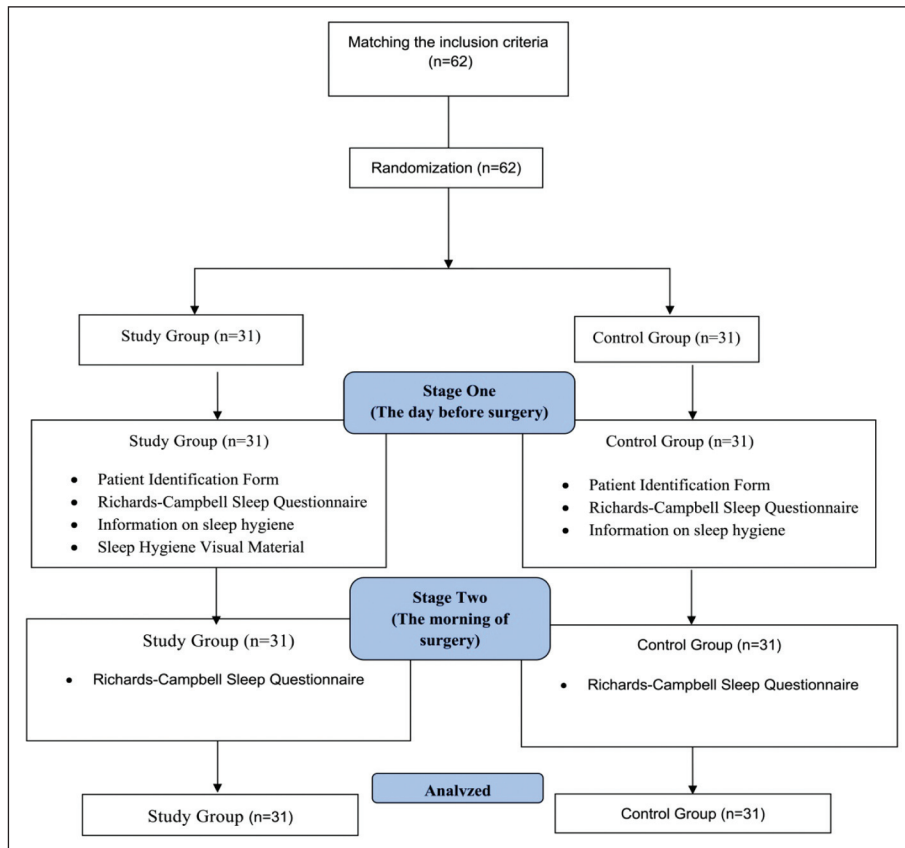 Matching the inclusion criteria
(n=62)
Randomization (n=62)
Study Group (n=31)
Control Group (n=31)
Stage One
(The day before surgery)
Study Group (n=31)
• Patient Identification Form
• Richards-Campbell Sleep Questionnaire
• Information on sleep hygiene
• Sleep Hygiene Visual Material
Control Group (n=31)
• Patient Identification Form
• Richards-Campbell Sleep Questionnaire
• Information on sleep hygiene
Stage Two
(The morning of
surgery)
Study Group (n=31)
• Richards-Campbell Sleep Questionnaire
Control Group (n=31)
• Richards-Campbell Sleep Questionnaire
Analyzed
Study Group (n=31)
Control Group (n=31)